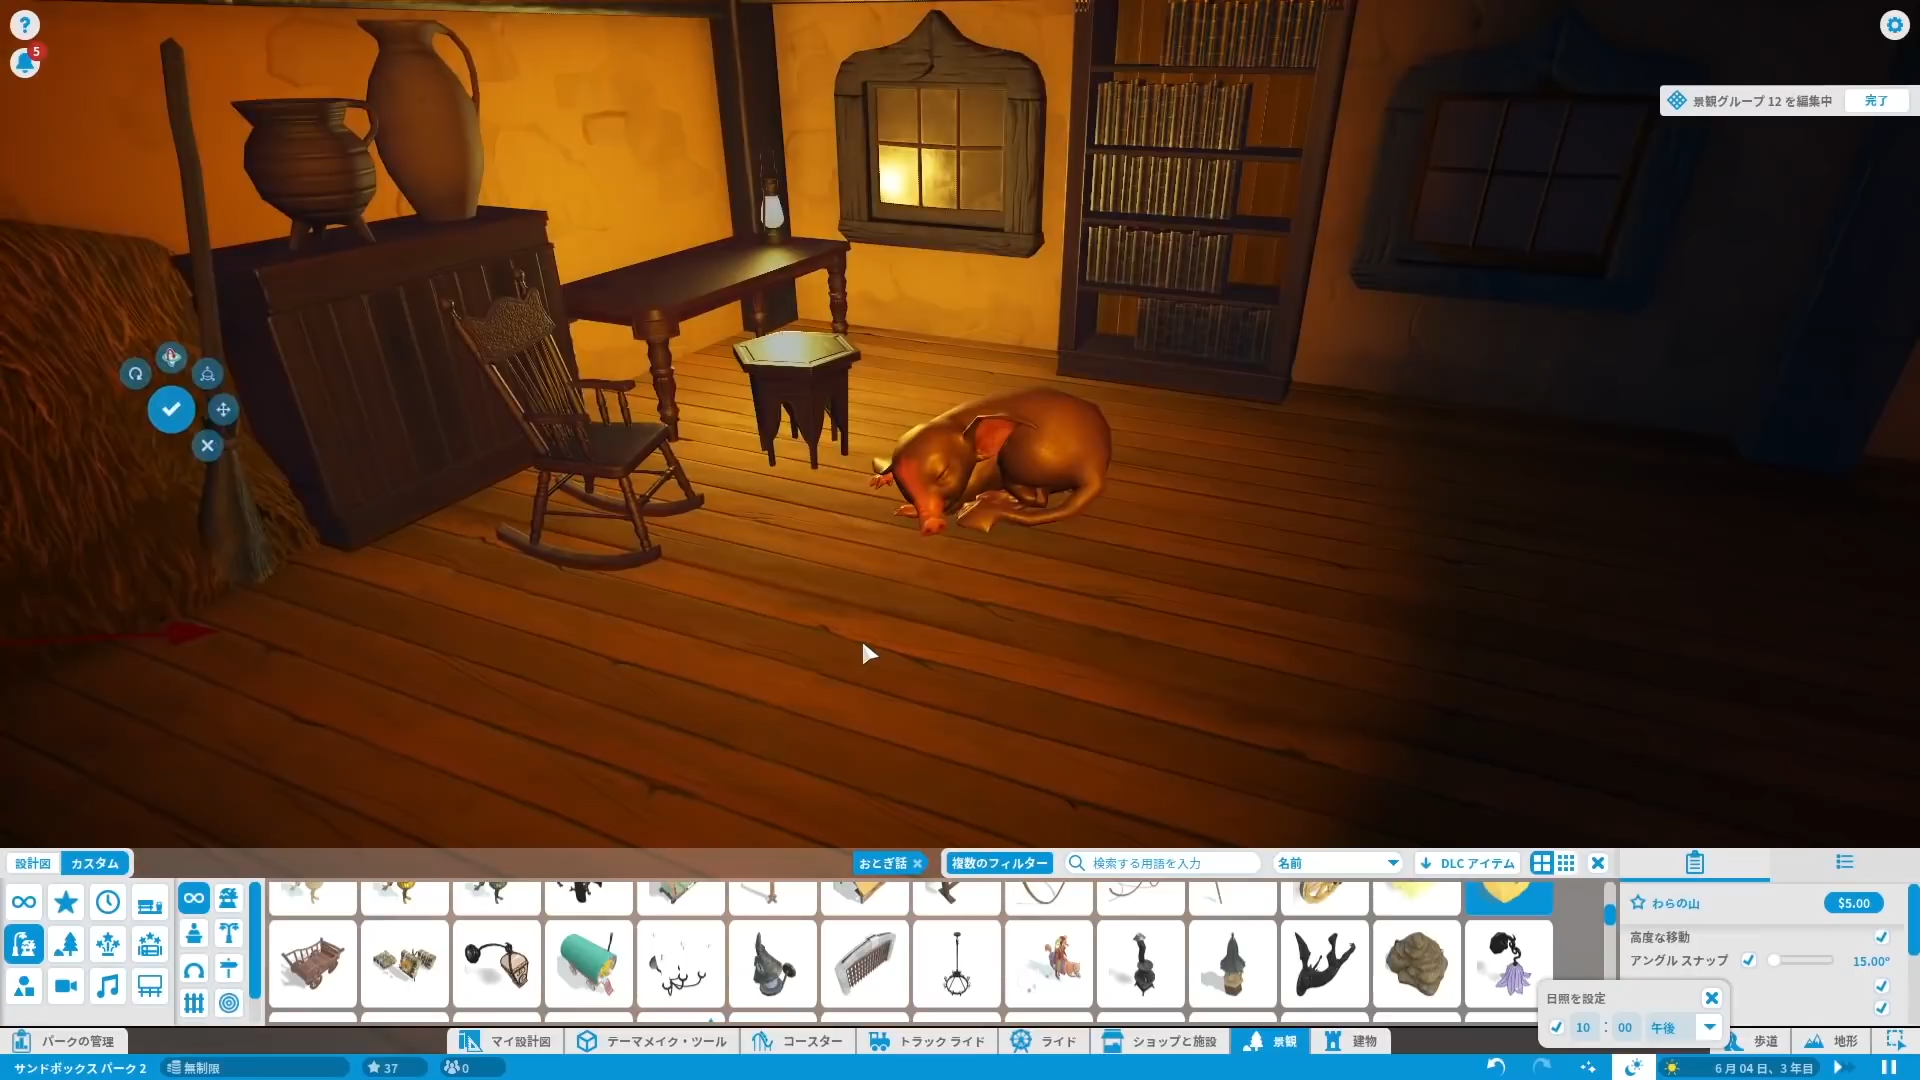 ?
5
景観グループ 12 を編集中
完了
設計図
カスタム
おとぎ話
複数のフィルター
検索する用語を入力
名前
DLC アイテム
わらの山
$5.00
高度な移動
アングル スナップ
15.00°
日照を設定
10 : 00 午後
パークの管理
マイ設計図
テーマメイク・ツール
コースター
トラック ライド
ライド
ショップと施設
景観
建物
歩道
地形
サンドボックス パーク 2
無制限
37
0
6 月 04 日、3 年目